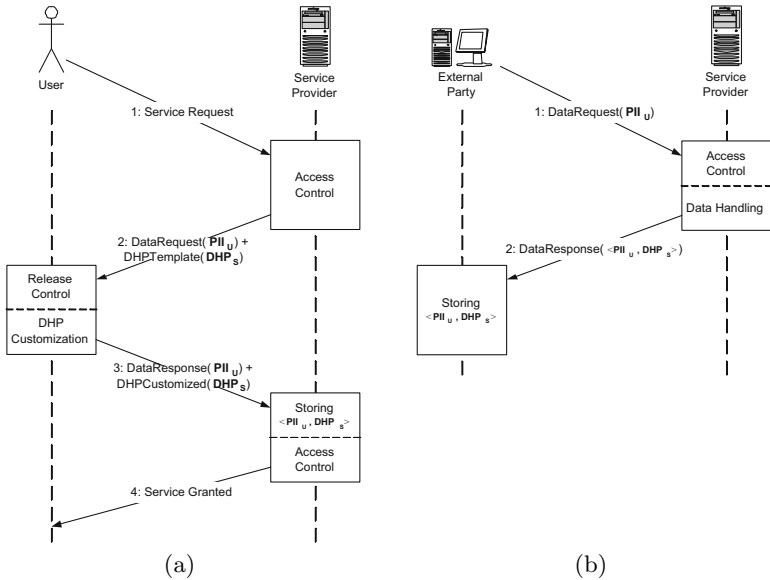 User
Service
Provider
1: Service Request
Access
Control
2: DataRequest( PII U ) +
DHPTemplate( DHP S )
Release
Control
DHP
Customization
3: DataResponse( PII U ) +
DHPCustomized( DHP S )
Storing
<PII U , DHP S >
Access
Control
4: Service Granted
(a)
External
Party
Service
Provider
1: DataRequest( PII U )
Access
Control
Data Handling
2: DataResponse( <PII U , DHP S > )
Storing
<PII U , DHP S >
(b)